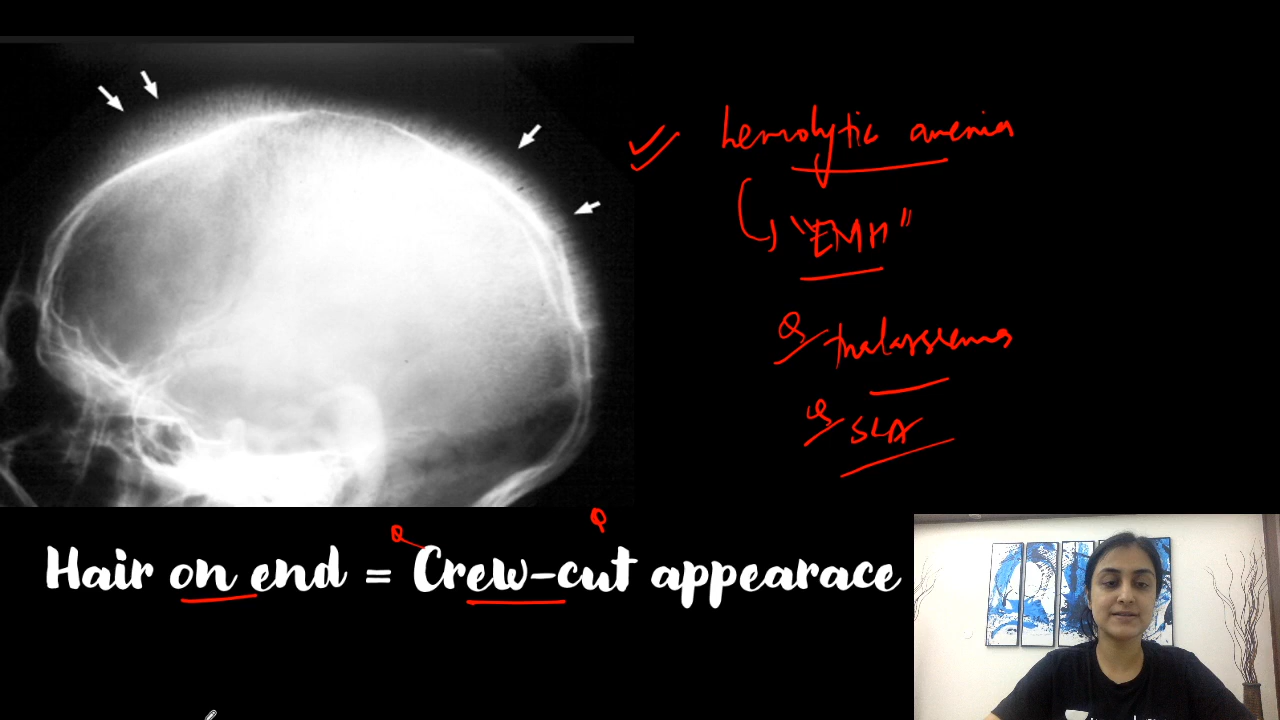 hemolytic anemia
"EMH"
Q thalassemia
Q SCA
Q Q
Hair on end = Crew-cut appearace